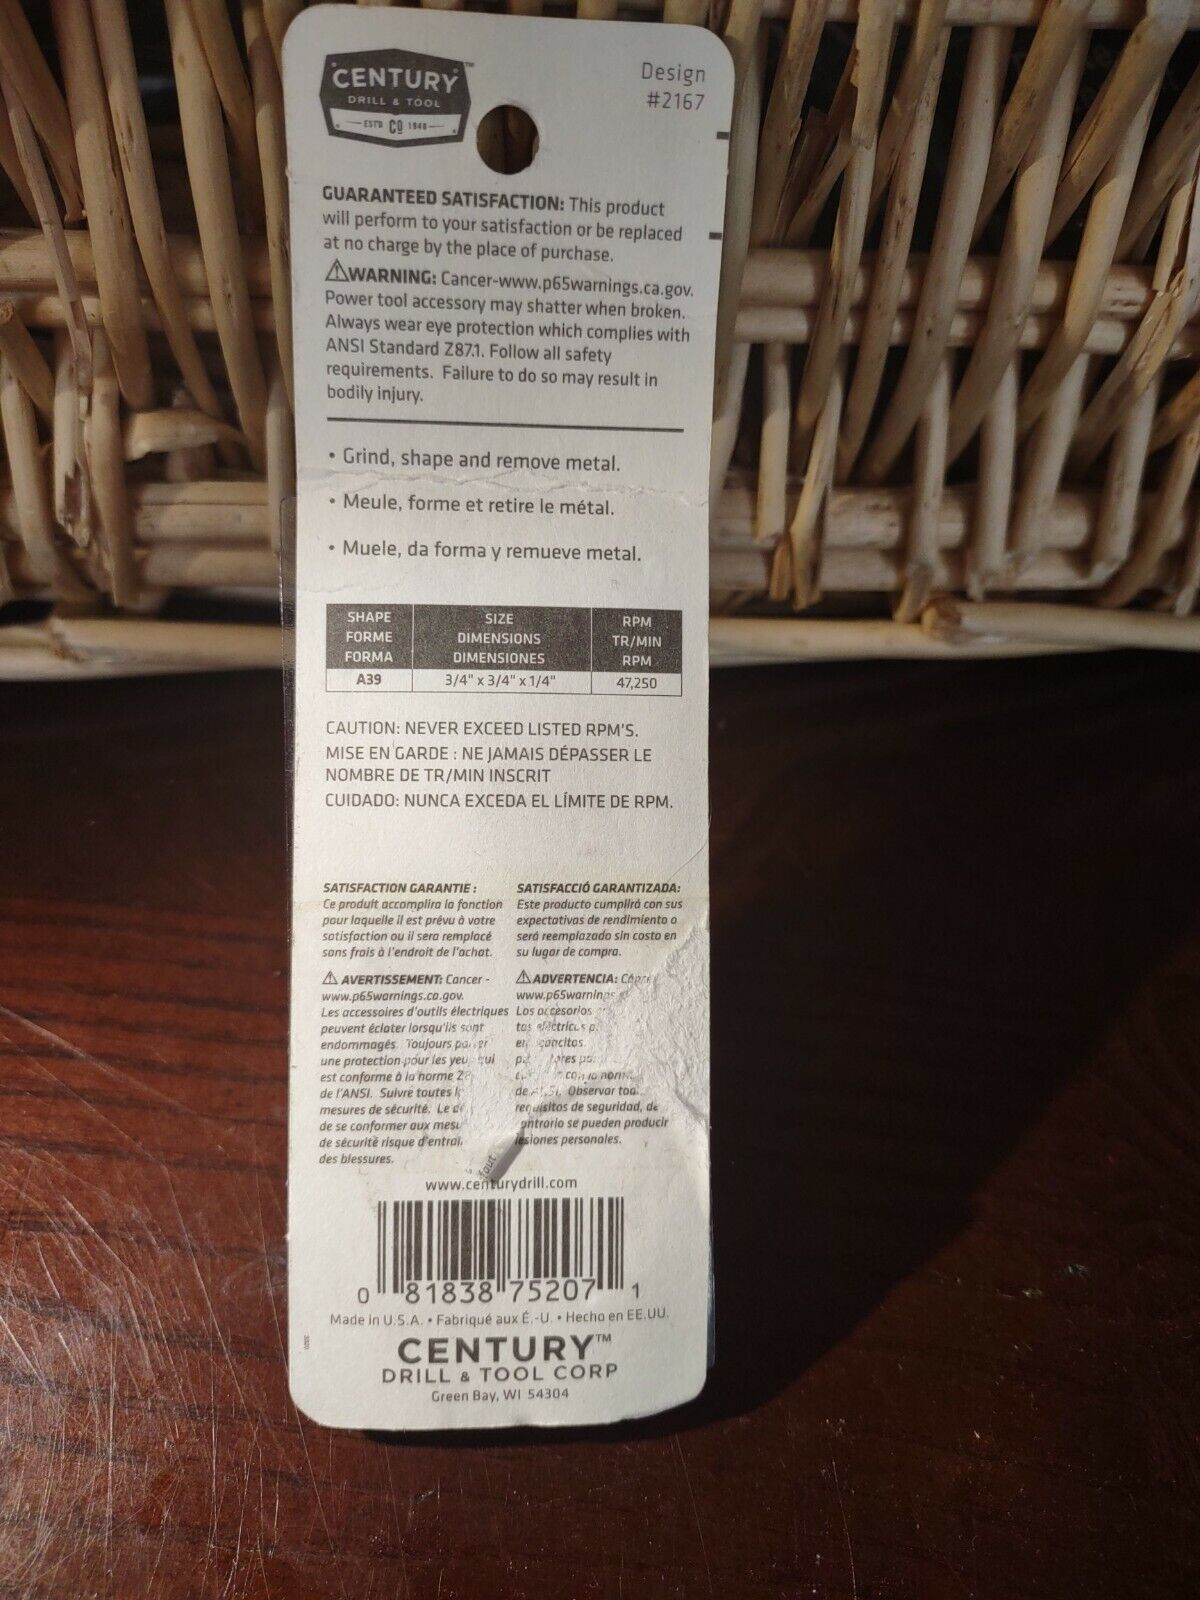 CENTURY™
DRILL & TOOL
ESTD CO 1946
Design
#2167
GUARANTEED SATISFACTION: This product
will perform to your satisfaction or be replaced
at no charge by the place of purchase.
⚠WARNING: Cancer-www.p65warnings.ca.gov.
Power tool accessory may shatter when broken.
Always wear eye protection which complies with
ANSI Standard Z87.1. Follow all safety
requirements. Failure to do so may result in
bodily injury.
• Grind, shape and remove metal.
• Meule, forme et retire le métal.
• Muele, da forma y remueve metal.
SHAPE SIZE RPM
FORME DIMENSIONS TR/MIN
FORMA DIMENSIONES RPM
A39 3/4" x 3/4" x 1/4" 47,250
CAUTION: NEVER EXCEED LISTED RPM'S.
MISE EN GARDE : NE JAMAIS DÉPASSER LE
NOMBRE DE TR/MIN INSCRIT
CUIDADO: NUNCA EXCEDA EL LÍMITE DE RPM.
SATISFACTION GARANTIE :
Ce produit accomplira la fonction
pour laquelle il est prévu à votre
satisfaction ou il sera remplacé
sans frais à l'endroit de l'achat.
⚠ AVERTISSEMENT: Cancer -
www.p65warnings.ca.gov.
Les accessoires d'outils électriques
peuvent éclater lorsqu'ils sont
endommagés. Toujours porter
une protection pour les yeux qui
est conforme à la norme
de l'ANSI. Suivre toutes
mesures de sécurité. Le
de se conformer aux
de sécurité risque
des blessures.
SATISFACCIÓ GARANTIZADA:
Este producto cumplirá con sus
expectativas de rendimiento o
será reemplazado sin costo en
su lugar de compra.
⚠ADVERTENCIA:
Los accesorios
de ANSI. Observar
requisitos de seguridad, de
contrario se pueden producir
lesiones personales.
www.centurydrill.com
0 81838 75207 1
Made in U.S.A. • Fabriqué aux É.-U. • Hecho en EE.UU.
CENTURY™
DRILL & TOOL CORP
Green Bay, WI 54304